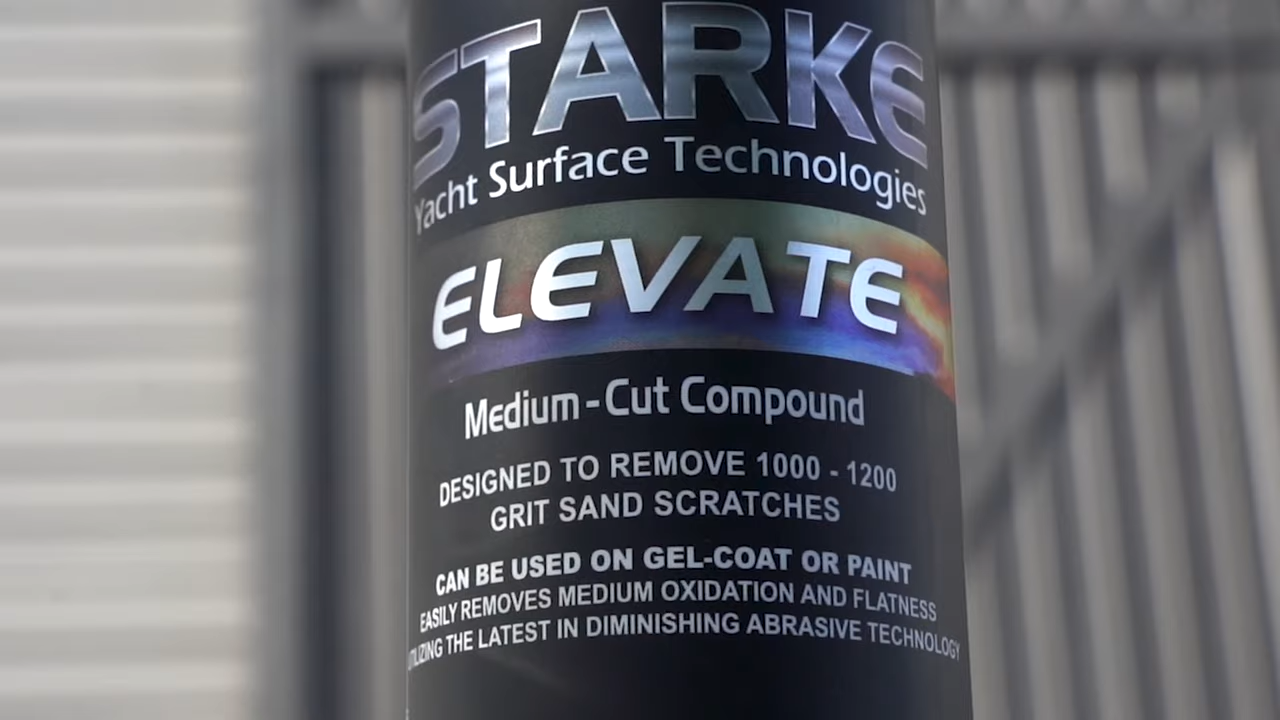 STARKE
Yacht Surface Technologies
ELEVATE
Medium-Cut Compound
DESIGNED TO REMOVE 1000 - 1200
GRIT SAND SCRATCHES
CAN BE USED ON GEL-COAT OR PAINT
EASILY REMOVES MEDIUM OXIDATION AND FLATNESS
UTILIZING THE LATEST IN DIMINISHING ABRASIVE TECHNOLOGY